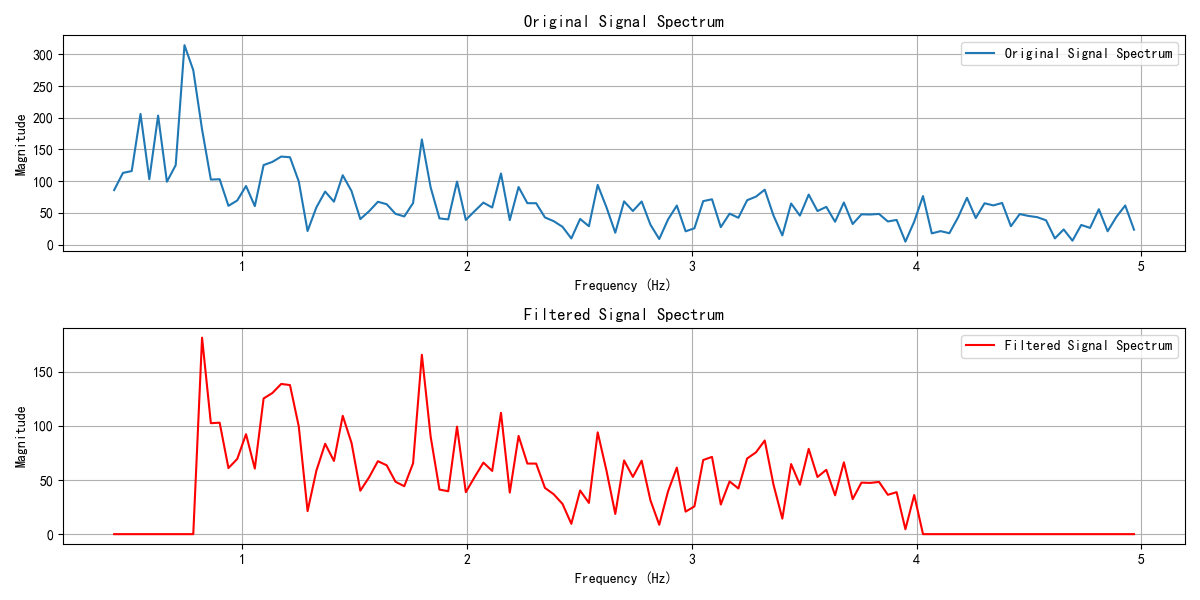 Original Signal Spectrum
Original Signal Spectrum
300
250
200
150
100
50
0
Magnitude
1
2
3
4
5
Frequency (Hz)
Filtered Signal Spectrum
Filtered Signal Spectrum
150
100
50
0
Magnitude
1
2
3
4
5
Frequency (Hz)